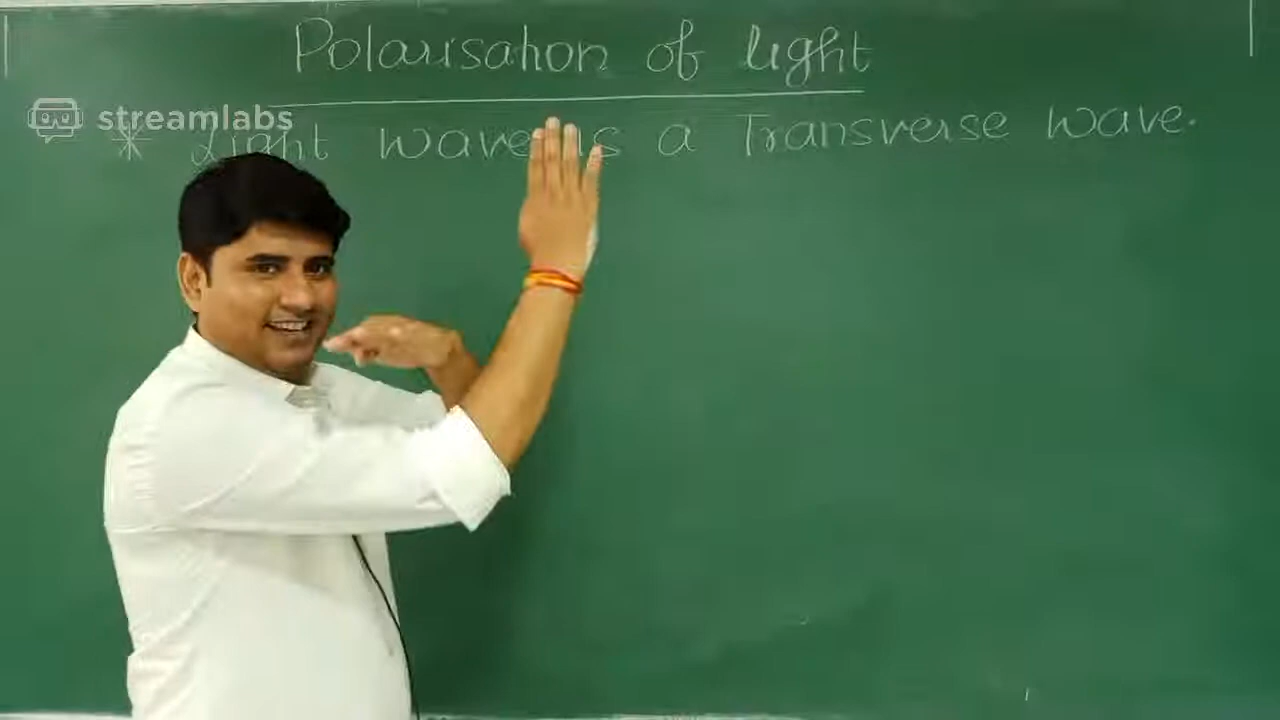 Polarisation of light
streamlabs
* Light wave is a Transverse wave.